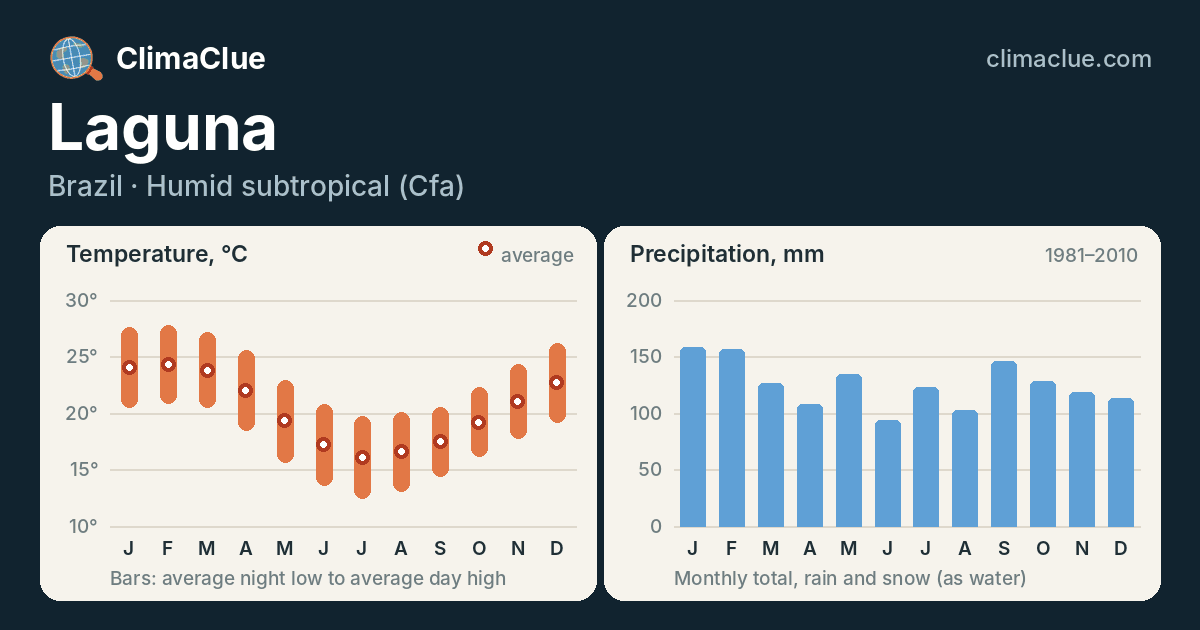 ClimaClue
climaclue.com
Laguna
Brazil · Humid subtropical (Cfa)
Temperature, °C
average
30°
25°
20°
15°
10°
J F M A M J J A S O N D
Bars: average night low to average day high
Precipitation, mm
1981–2010
200
150
100
50
0
J F M A M J J A S O N D
Monthly total, rain and snow (as water)